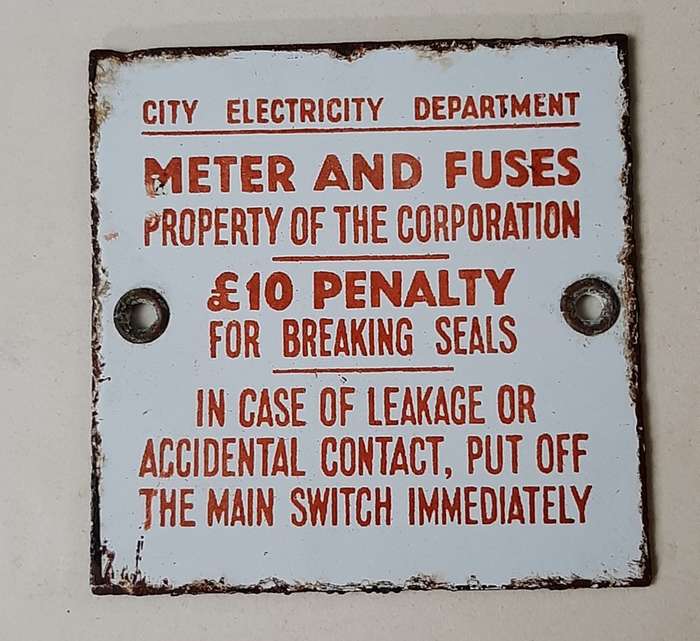 CITY ELECTRICITY DEPARTMENT
METER AND FUSES
PROPERTY OF THE CORPORATION
£10 PENALTY
FOR BREAKING SEALS
IN CASE OF LEAKAGE OR
ACCIDENTAL CONTACT, PUT OFF
THE MAIN SWITCH IMMEDIATELY